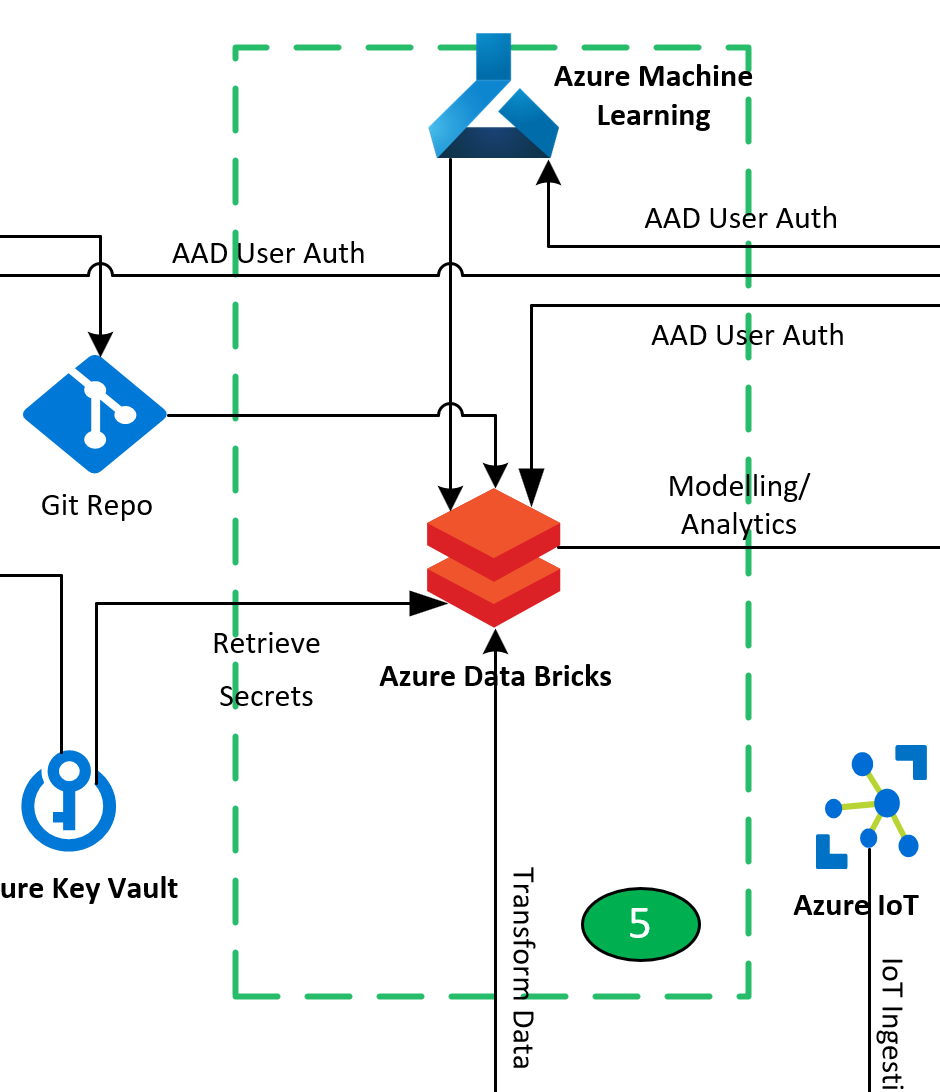 Azure Machine
Learning
AAD User Auth
AAD User Auth
AAD User Auth
Git Repo
Modelling/
Analytics
Retrieve
Secrets
Azure Data Bricks
ure Key Vault
5
Azure IoT
Transform Data
IoT Ingesti